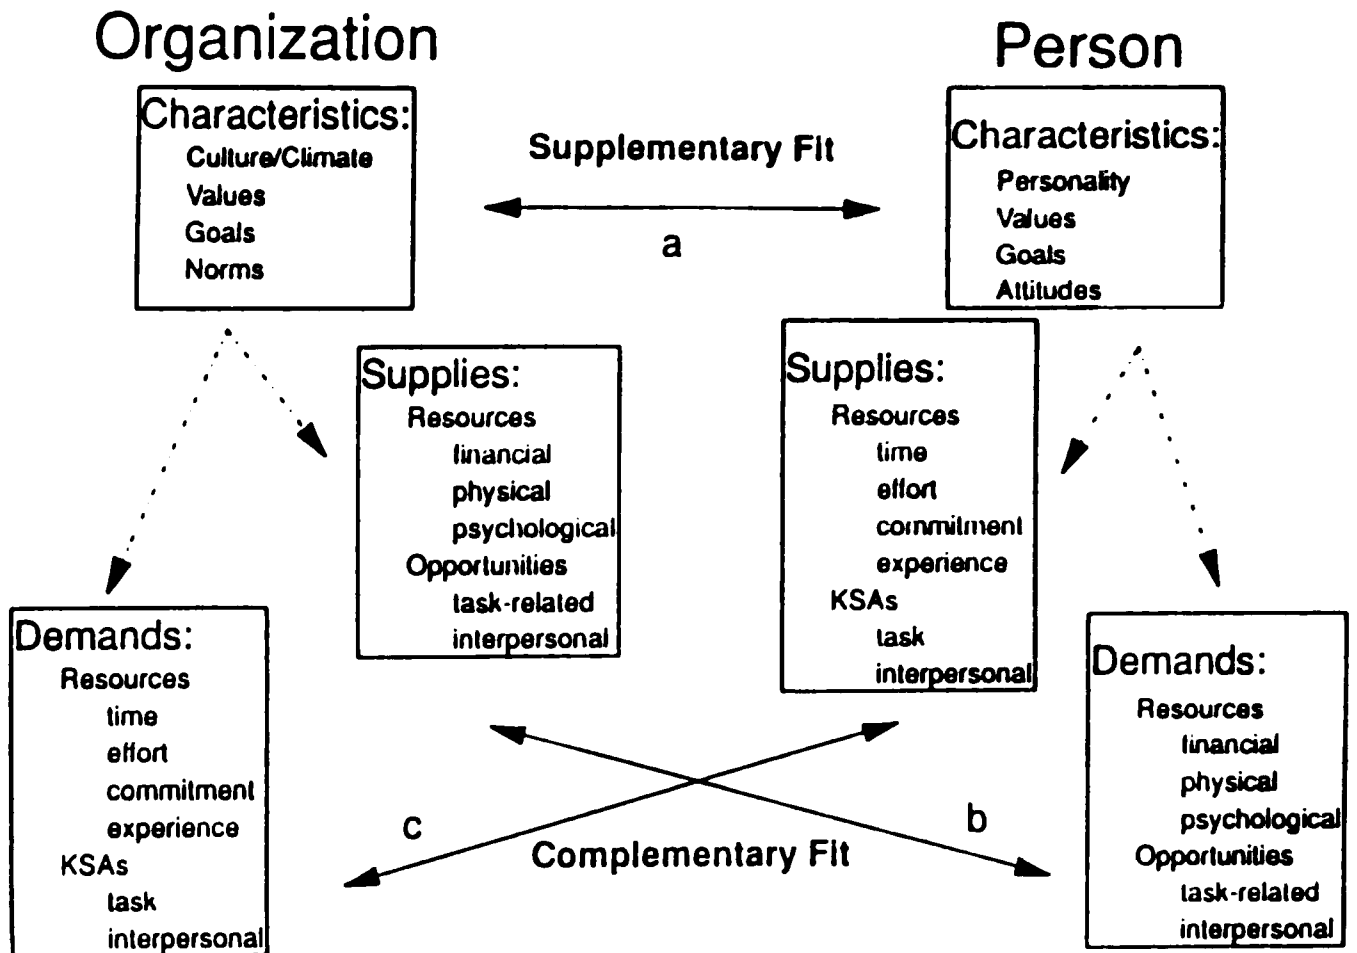 Organization
Person
Characteristics:
Culture/Climate
Values
Goals
Norms
Supplementary Fit
a
Characteristics:
Personality
Values
Goals
Attitudes
Supplies:
Resources
financial
physical
psychological
Opportunities
task-related
interpersonal
Supplies:
Resources
time
effort
commitment
experience
KSAs
task
interpersonal
Demands:
Resources
time
effort
commitment
experience
KSAs
task
interpersonal
c
b
Complementary Fit
Demands:
Resources
financial
physical
psychological
Opportunities
task-related
interpersonal